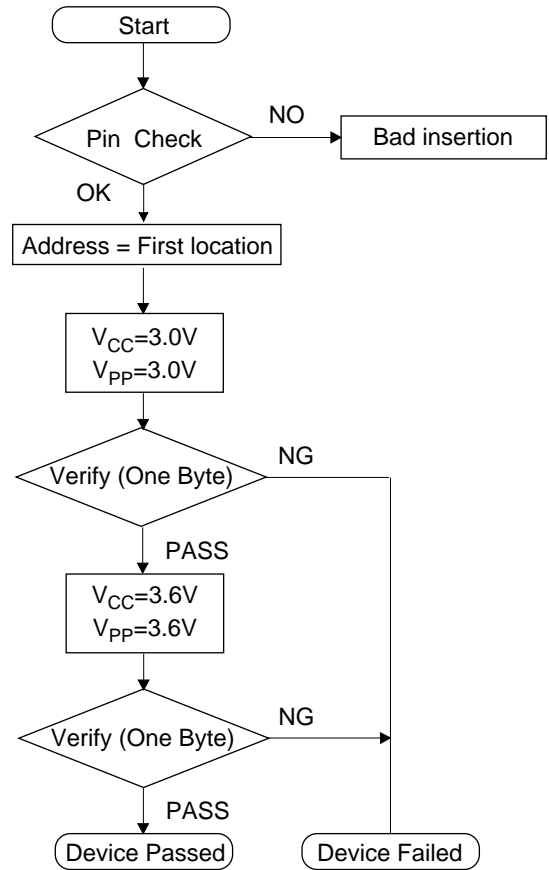 Start
Pin Check
NO
Bad insertion
OK
Address = First location
VCC=3.0V
VPP=3.0V
Verify (One Byte)
NG
PASS
VCC=3.6V
VPP=3.6V
Verify (One Byte)
NG
PASS
Device Passed
Device Failed